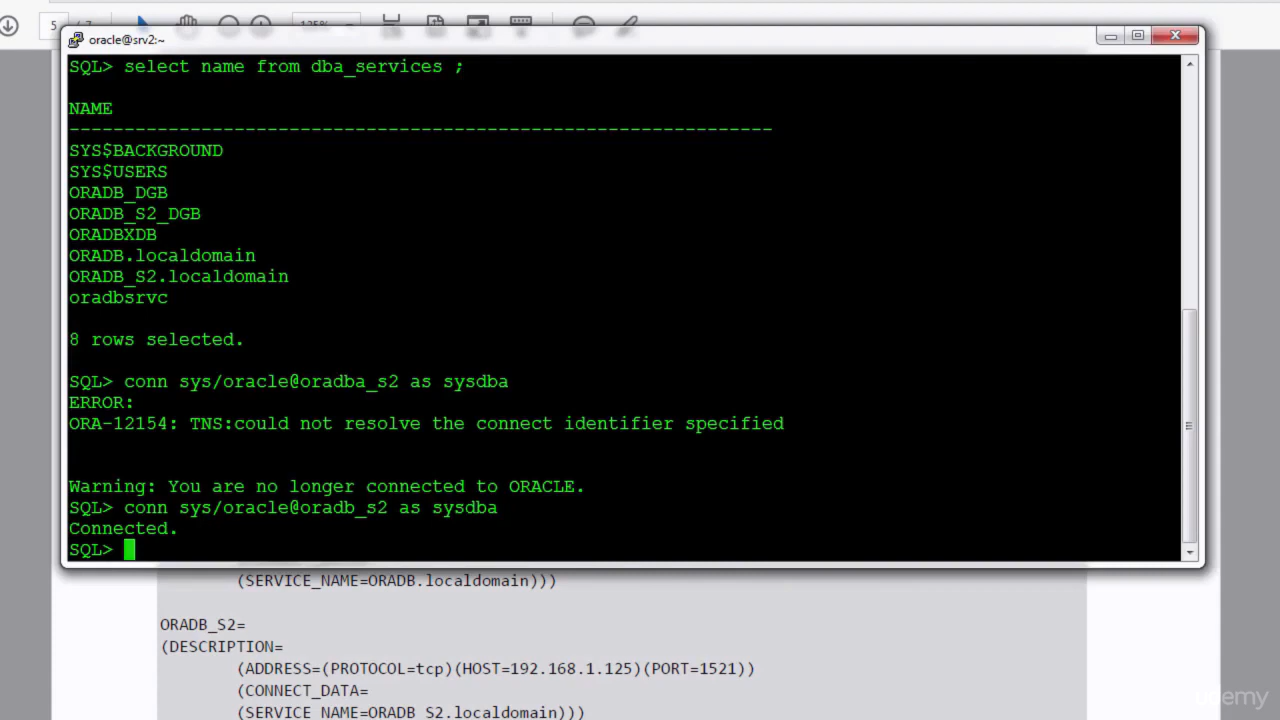 5 / 7
125%
oracle@srv2:~
SQL> select name from dba_services ;
NAME
----------------------------------------------------------------
SYS$BACKGROUND
SYS$USERS
ORADB_DGB
ORADB_S2_DGB
ORADBXDB
ORADB.localdomain
ORADB_S2.localdomain
oradbsrvc
8 rows selected.
SQL> conn sys/oracle@oradba_s2 as sysdba
ERROR:
ORA-12154: TNS:could not resolve the connect identifier specified
Warning: You are no longer connected to ORACLE.
SQL> conn sys/oracle@oradb_s2 as sysdba
Connected.
SQL>
(SERVICE_NAME=ORADB.localdomain)))
ORADB_S2=
(DESCRIPTION=
(ADDRESS=(PROTOCOL=tcp)(HOST=192.168.1.125)(PORT=1521))
(CONNECT_DATA=
(SERVICE_NAME=ORADB_S2.localdomain)))
udemy